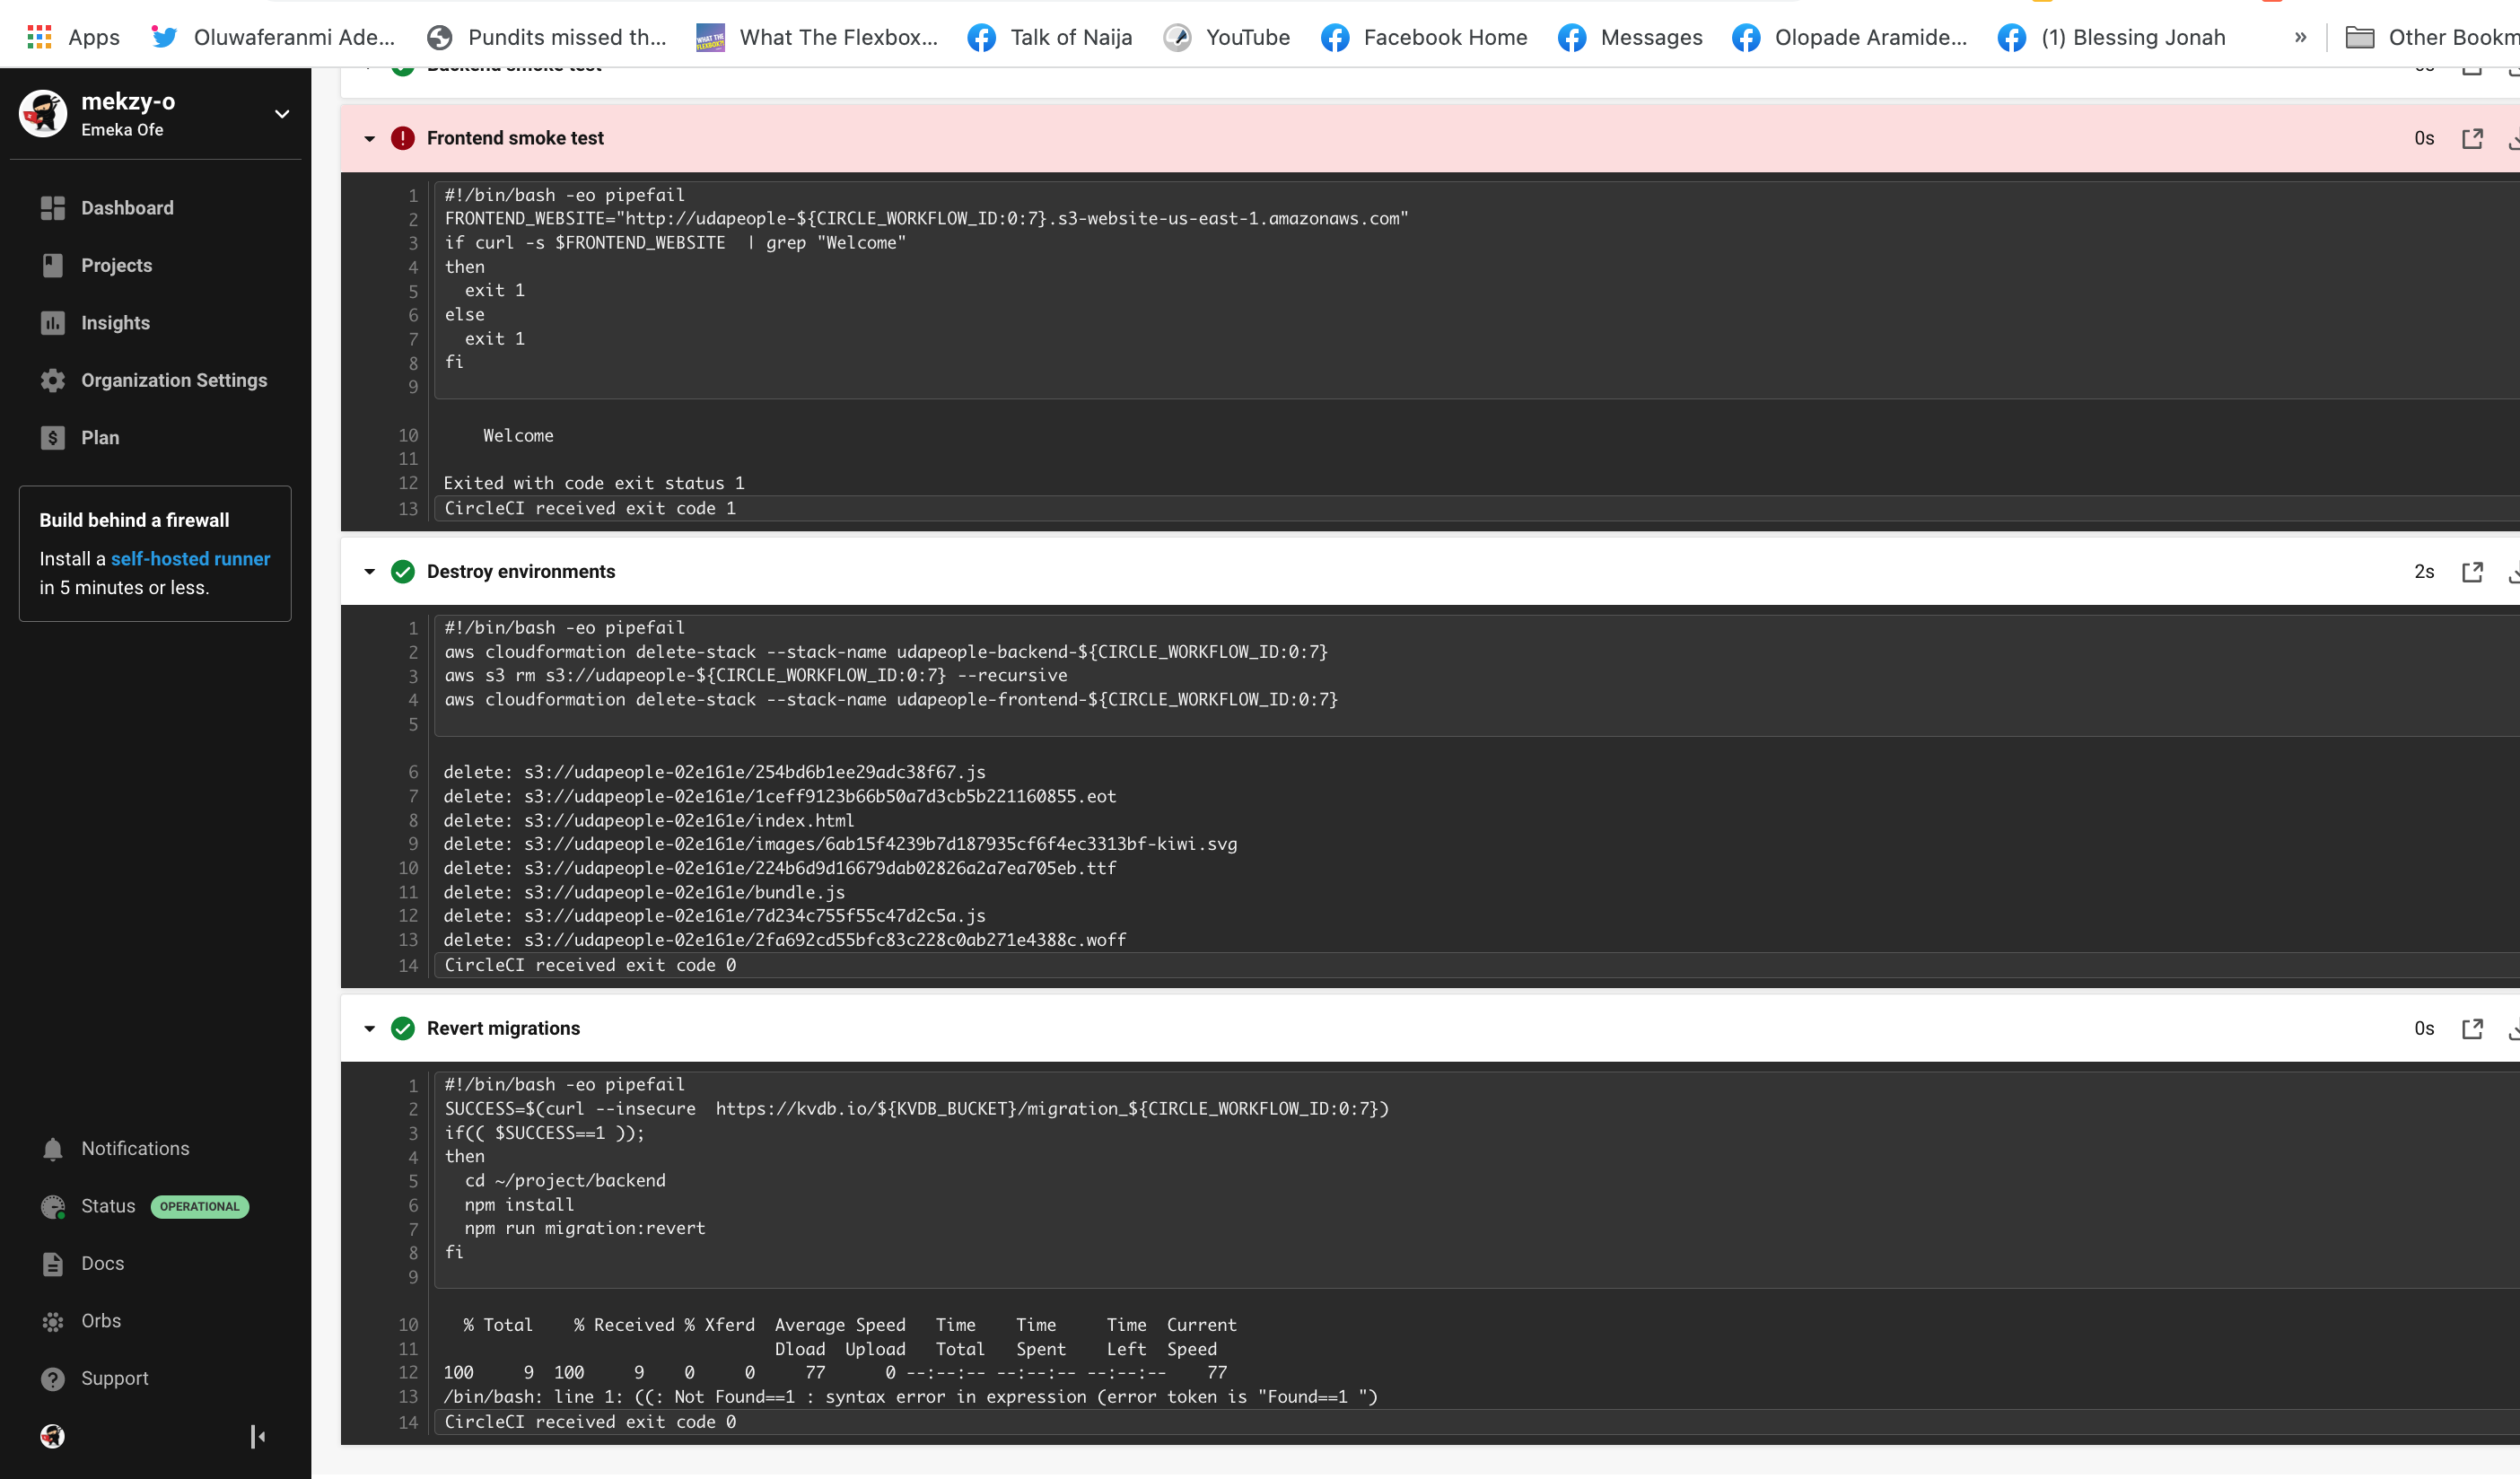 Apps
Oluwaferanmi Ade...
Pundits missed th...
What The Flexbox...
Talk of Naija
YouTube
Facebook Home
Messages
Olopade Aramide...
(1) Blessing Jonah
»
Other Bookm
mekzy-o
Emeka Ofe
Dashboard
Projects
Insights
Organization Settings
Plan
Build behind a firewall
Install a self-hosted runner
in 5 minutes or less.
Notifications
Status OPERATIONAL
Docs
Orbs
Support
Backend smoke test
Frontend smoke test 0s
1 #!/bin/bash -eo pipefail
2 FRONTEND_WEBSITE="http://udapeople-${CIRCLE_WORKFLOW_ID:0:7}.s3-website-us-east-1.amazonaws.com"
3 if curl -s $FRONTEND_WEBSITE  | grep "Welcome"
4 then
5   exit 1
6 else
7   exit 1
8 fi
9
10     Welcome
11
12 Exited with code exit status 1
13 CircleCI received exit code 1
Destroy environments 2s
1 #!/bin/bash -eo pipefail
2 aws cloudformation delete-stack --stack-name udapeople-backend-${CIRCLE_WORKFLOW_ID:0:7}
3 aws s3 rm s3://udapeople-${CIRCLE_WORKFLOW_ID:0:7} --recursive
4 aws cloudformation delete-stack --stack-name udapeople-frontend-${CIRCLE_WORKFLOW_ID:0:7}
5
6 delete: s3://udapeople-02e161e/254bd6b1ee29adc38f67.js
7 delete: s3://udapeople-02e161e/1ceff9123b66b50a7d3cb5b221160855.eot
8 delete: s3://udapeople-02e161e/index.html
9 delete: s3://udapeople-02e161e/images/6ab15f4239b7d187935cf6f4ec3313bf-kiwi.svg
10 delete: s3://udapeople-02e161e/224b6d9d16679dab02826a2a7ea705eb.ttf
11 delete: s3://udapeople-02e161e/bundle.js
12 delete: s3://udapeople-02e161e/7d234c755f55c47d2c5a.js
13 delete: s3://udapeople-02e161e/2fa692cd55bfc83c228c0ab271e4388c.woff
14 CircleCI received exit code 0
Revert migrations 0s
1 #!/bin/bash -eo pipefail
2 SUCCESS=$(curl --insecure  https://kvdb.io/${KVDB_BUCKET}/migration_${CIRCLE_WORKFLOW_ID:0:7})
3 if(( $SUCCESS==1 ));
4 then
5   cd ~/project/backend
6   npm install
7   npm run migration:revert
8 fi
9
10   % Total    % Received % Xferd  Average Speed   Time    Time     Time  Current
11                                  Dload  Upload   Total   Spent    Left  Speed
12 100     9  100     9    0     0     77      0 --:--:-- --:--:-- --:--:--    77
13 /bin/bash: line 1: ((: Not Found==1 : syntax error in expression (error token is "Found==1 ")
14 CircleCI received exit code 0